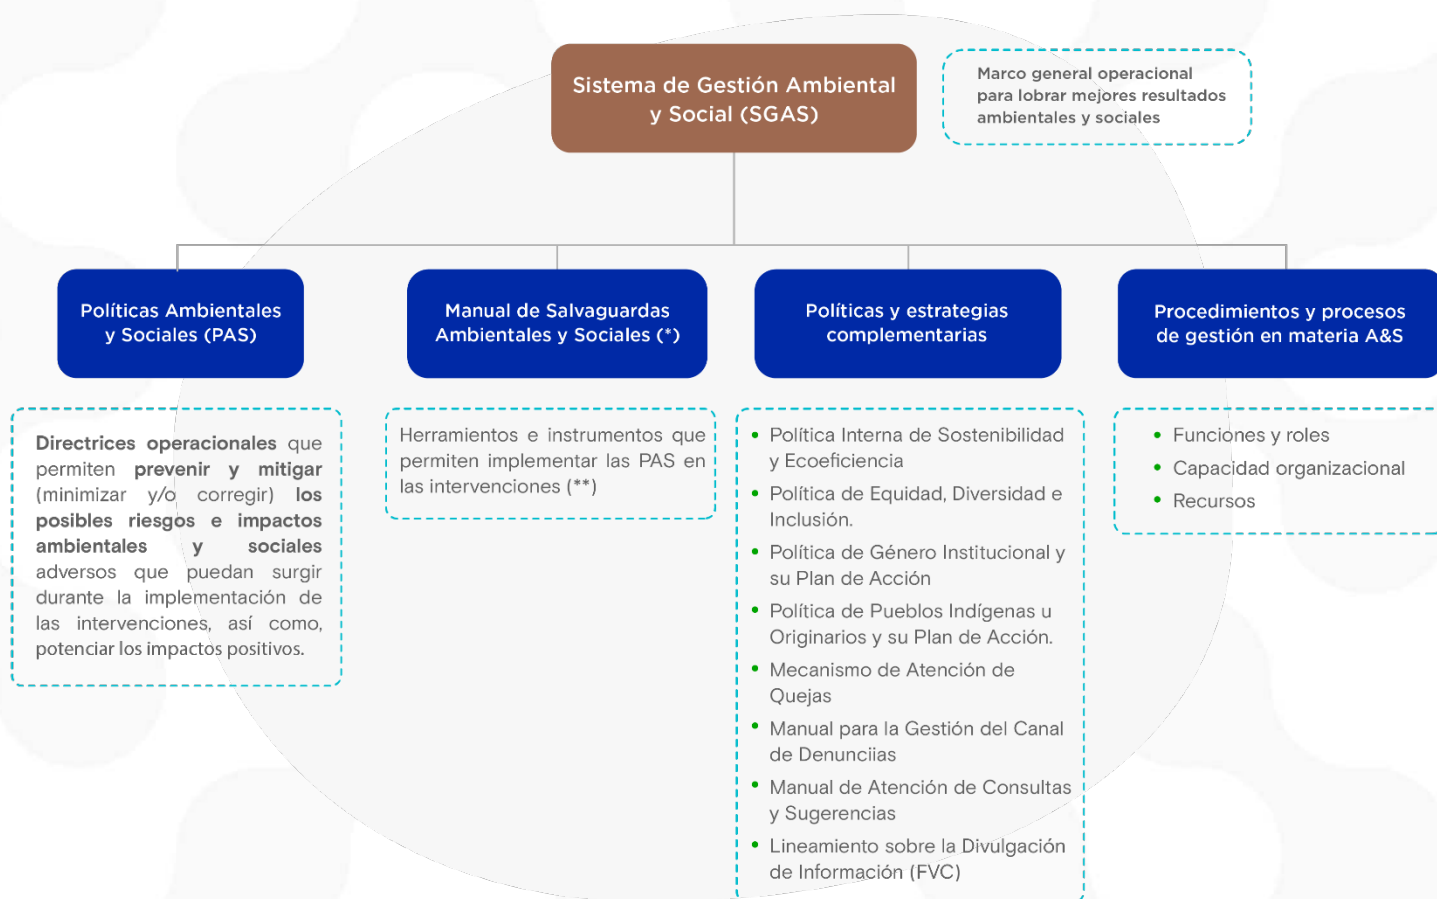 Sistema de Gestión Ambiental
y Social (SGAS)
Marco general operacional
para lobrar mejores resultados
ambientales y sociales
Políticas Ambientales
y Sociales (PAS)
Manual de Salvaguardas
Ambientales y Sociales (*)
Políticas y estrategias
complementarias
Procedimientos y procesos
de gestión en materia A&S
Directrices operacionales que
permiten prevenir y mitigar
(minimizar y/o corregir) los
posibles riesgos e impactos
ambientales y sociales
adversos que puedan surgir
durante la implementación de
las intervenciones, así como,
potenciar los impactos positivos.
Herramientos e instrumentos que
permiten implementar las PAS en
las intervenciones (**)
• Política Interna de Sostenibilidad
y Ecoeficiencia
• Política de Equidad, Diversidad e
Inclusión.
• Política de Género Institucional y
su Plan de Acción
• Política de Pueblos Indígenas u
Originarios y su Plan de Acción.
• Mecanismo de Atención de
Quejas
• Manual para la Gestión del Canal
de Denunciias
• Manual de Atención de Consultas
y Sugerencias
• Lineamiento sobre la Divulgación
de Información (FVC)
• Funciones y roles
• Capacidad organizacional
• Recursos